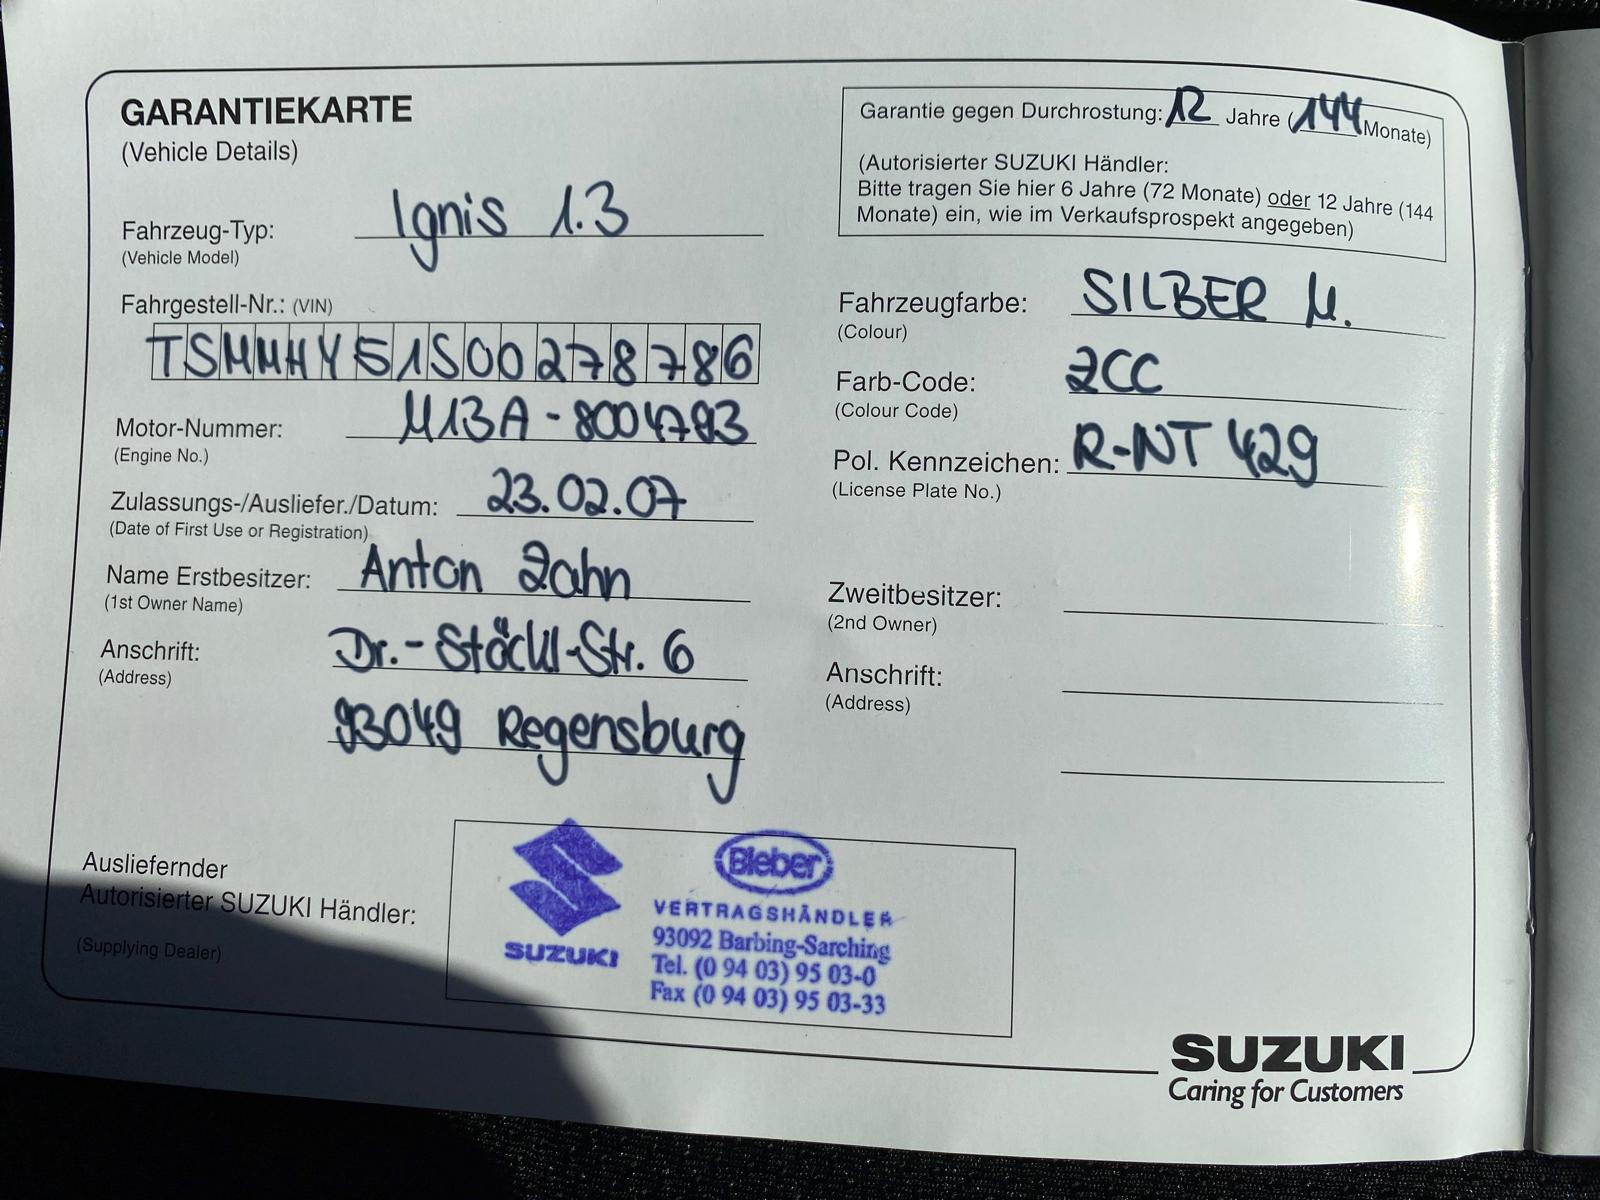 GARANTIEKARTE
(Vehicle Details)
Fahrzeug-Typ: Ignis 1.3
(Vehicle Model)
Fahrgestell-Nr.: (VIN)
TSMMHY51S00278786
Motor-Nummer: M13A - 8004793
(Engine No.)
Zulassungs-/Ausliefer./Datum: 23.02.07
(Date of First Use or Registration)
Name Erstbesitzer: Anton Zahn
(1st Owner Name)
Anschrift: Dr.-Stöckl-Str. 6
(Address)
93049 Regensburg
Garantie gegen Durchrostung: 12 Jahre (144 Monate)
(Autorisierter SUZUKI Händler:
Bitte tragen Sie hier 6 Jahre (72 Monate) oder 12 Jahre (144
Monate) ein, wie im Verkaufsprospekt angegeben)
Fahrzeugfarbe: SILBER M.
(Colour)
Farb-Code: ZCC
(Colour Code)
Pol. Kennzeichen: R-NT 429
(License Plate No.)
Zweitbesitzer:
(2nd Owner)
Anschrift:
(Address)
Ausliefernder
Autorisierter SUZUKI Händler:
(Supplying Dealer)
SUZUKI
Bieber
VERTRAGSHÄNDLER
93092 Barbing-Sarching
Tel. (0 94 03) 95 03-0
Fax (0 94 03) 95 03-33
SUZUKI
Caring for Customers